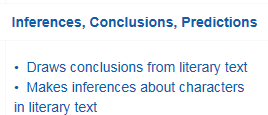 Inferences, Conclusions, Predictions
• Draws conclusions from literary text
• Makes inferences about characters
in literary text